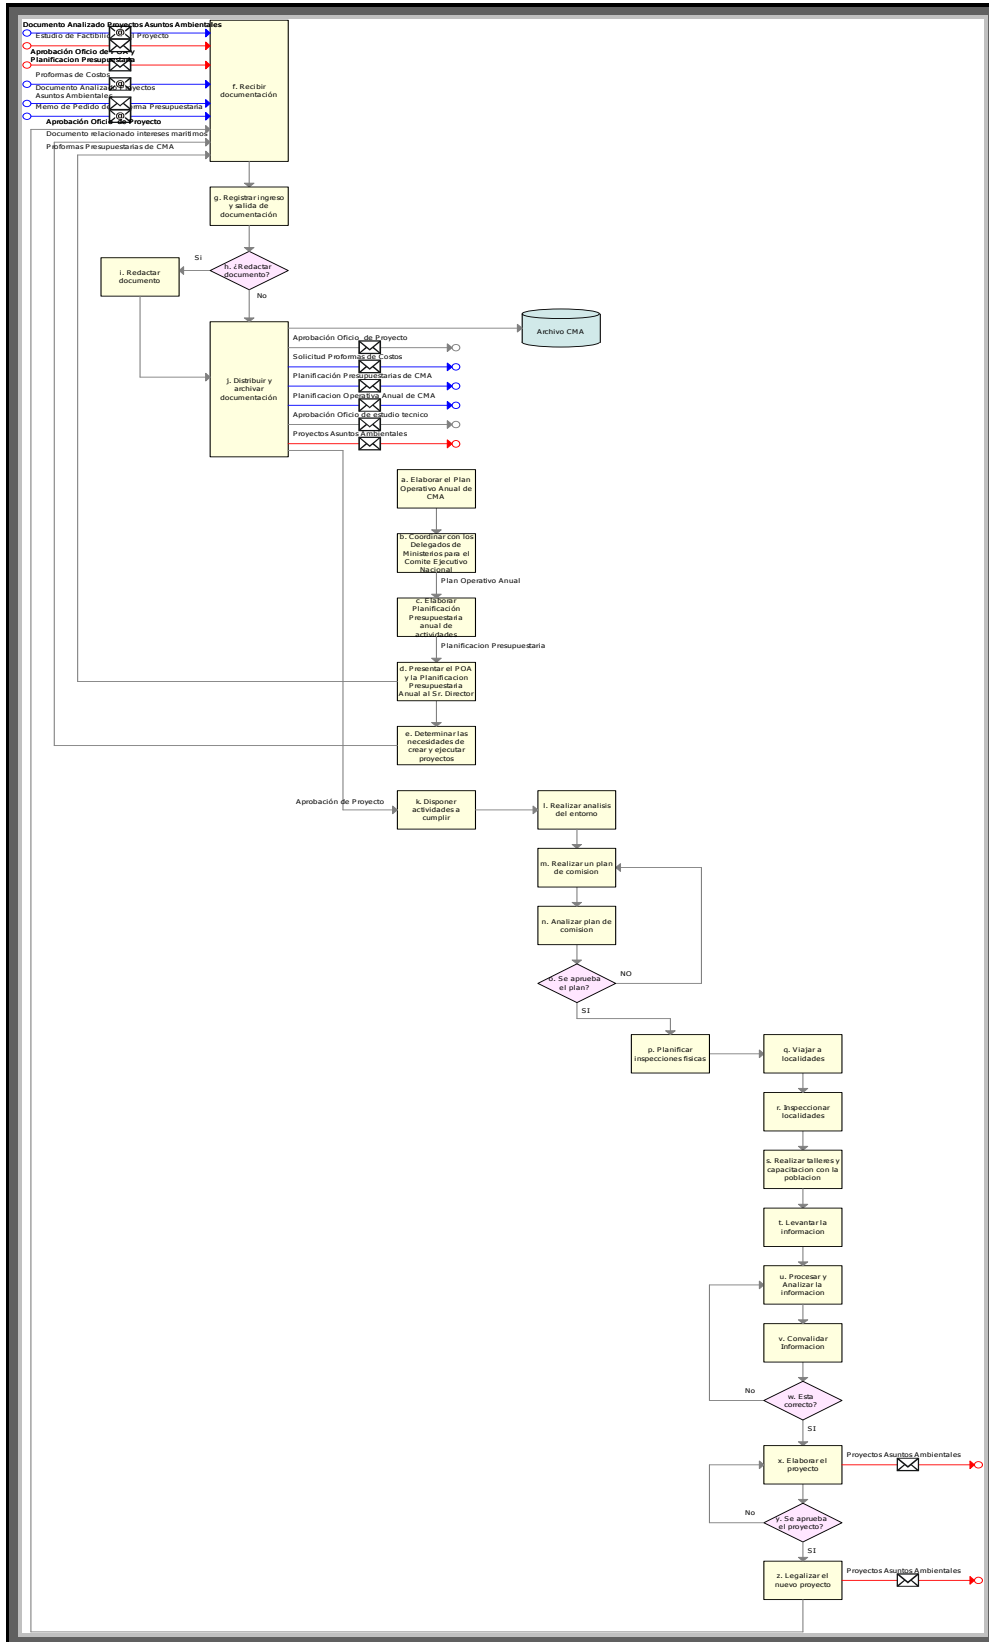 Documento Analizado Proyectos Asuntos Ambientales
Estudio de Factibilidad del Proyecto
Aprobación Oficio de POA y
Planificacion Presupuestaria
Proformas de Costos
Documento Analizado Proyectos
Asuntos Ambientales
Memo de Pedido de Proforma Presupuestaria
Aprobación Oficio de Proyecto
Documento relacionado intereses maritimos
Proformas Presupuestarias de CMA
f. Recibir
documentación
g. Registrar ingreso
y salida de
documentación
Si
h. ¿Redactar
documento?
i. Redactar
documento
No
Archivo CMA
j. Distribuir y
archivar
documentación
Aprobación Oficio de Proyecto
Solicitud Proformas de Costos
Planificación Presupuestarias de CMA
Planificacion Operativa Anual de CMA
Aprobación Oficio de estudio tecnico
Proyectos Asuntos Ambientales
a. Elaborar el Plan
Operativo Anual de
CMA
b. Coordinar con los
Delegados de
Ministerios para el
Comite Ejecutivo
Nacional
Plan Operativo Anual
c. Elaborar
Planificación
Presupuestaria
anual de
actividades
Planificacion Presupuestaria
d. Presentar el POA
y la Planificacion
Presupuestaria
Anual al Sr. Director
e. Determinar las
necesidades de
crear y ejecutar
proyectos
Aprobación de Proyecto
k. Disponer
actividades a
cumplir
l. Realizar analisis
del entorno
m. Realizar un plan
de comision
n. Analizar plan de
comision
o. Se aprueba
el plan?
NO
SI
p. Planificar
inspecciones fisicas
q. Viajar a
localidades
r. Inspeccionar
localidades
s. Realizar talleres y
capacitacion con la
poblacion
t. Levantar la
informacion
u. Procesar y
Analizar la
informacion
v. Convalidar
Informacion
No
w. Esta
correcto?
SI
x. Elaborar el
proyecto
Proyectos Asuntos Ambientales
No
y. Se aprueba
el proyecto?
SI
z. Legalizar el
nuevo proyecto
Proyectos Asuntos Ambientales